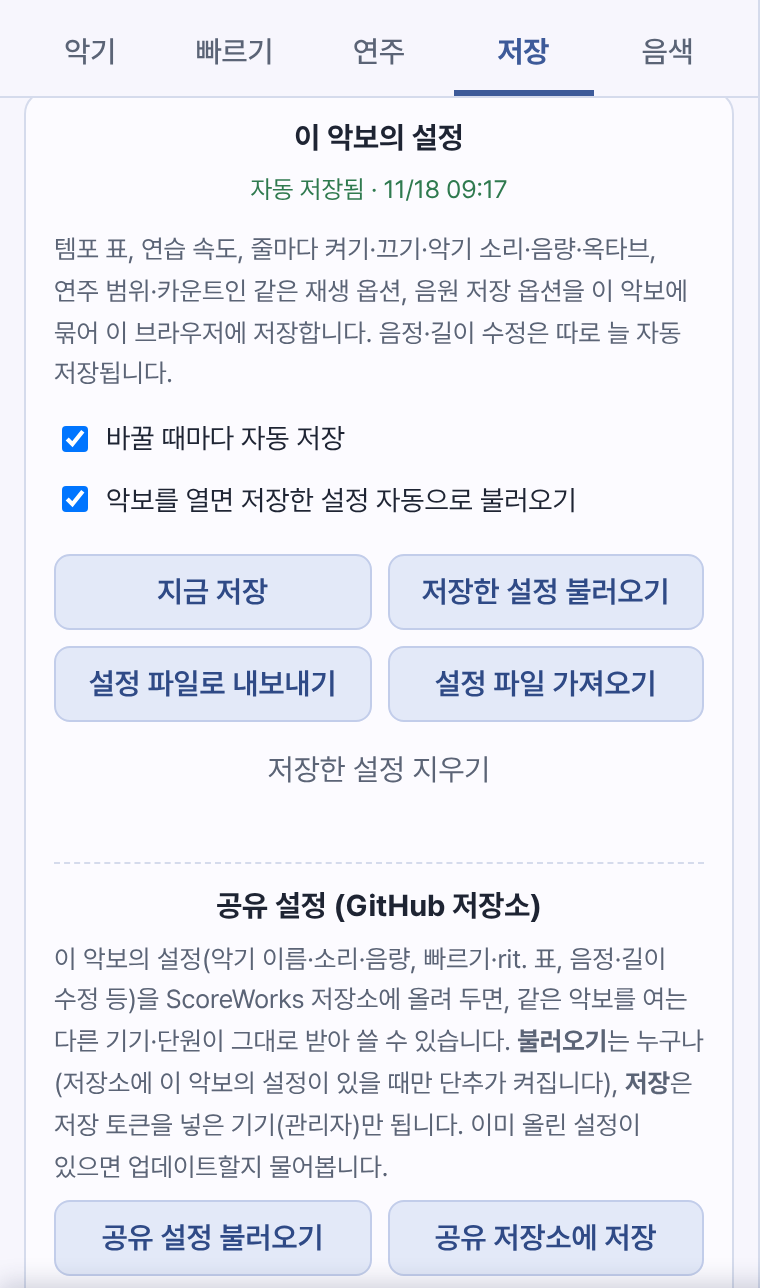 악기 빠르기 연주 저장 음색
이 악보의 설정
자동 저장됨 · 11/18 09:17
템포 표, 연습 속도, 줄마다 켜기·끄기·악기 소리·음량·옥타브,
연주 범위·카운트인 같은 재생 옵션, 음원 저장 옵션을 이 악보에
묶어 이 브라우저에 저장합니다. 음정·길이 수정은 따로 늘 자동
저장됩니다.
바꿀 때마다 자동 저장
악보를 열면 저장한 설정 자동으로 불러오기
지금 저장 저장한 설정 불러오기
설정 파일로 내보내기 설정 파일 가져오기
저장한 설정 지우기
공유 설정 (GitHub 저장소)
이 악보의 설정(악기 이름·소리·음량, 빠르기·rit. 표, 음정·길이
수정 등)을 ScoreWorks 저장소에 올려 두면, 같은 악보를 여는
다른 기기·단원이 그대로 받아 쓸 수 있습니다. 불러오기는 누구나
(저장소에 이 악보의 설정이 있을 때만 단추가 켜집니다), 저장은
저장 토큰을 넣은 기기(관리자)만 됩니다. 이미 올린 설정이
있으면 업데이트할지 물어봅니다.
공유 설정 불러오기 공유 저장소에 저장